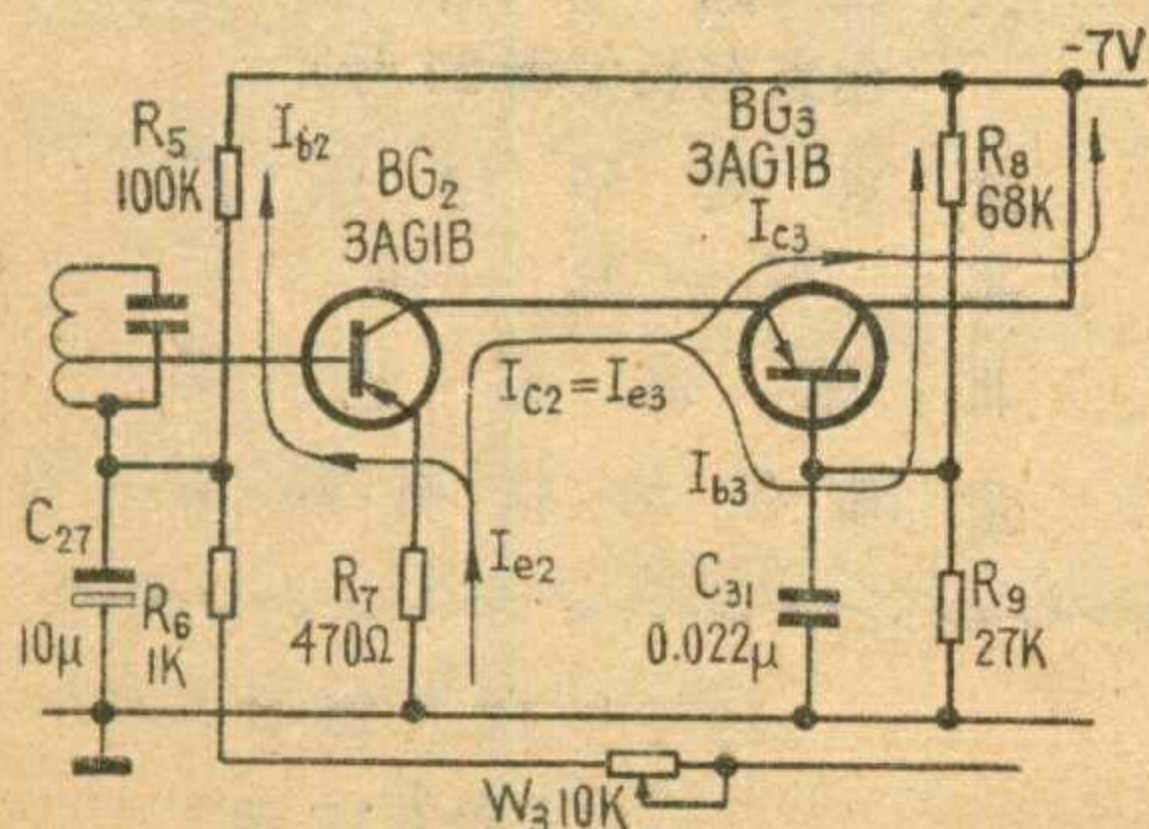 -7V
R5
100K
Ib2
BG2
3AG1B
BG3
3AG1B
Ic3
R8
68K
IC2=Ie3
Ib3
C27
10μ
R6
1K
R7
470Ω
Ie2
C31
0.022μ
R9
27K
W3 10K